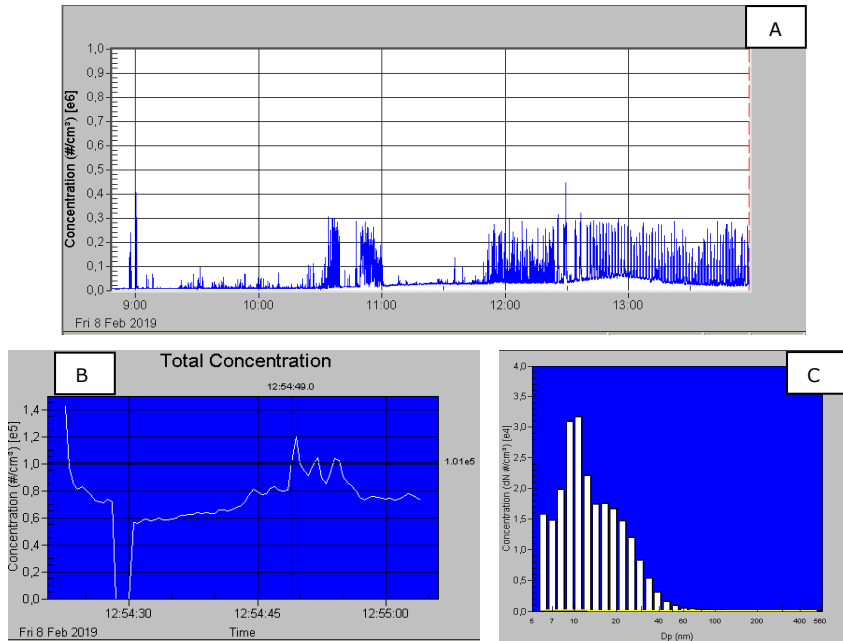 A
Concentration (#/cm³) [e6]
1,0
0,9
0,8
0,7
0,6
0,5
0,4
0,3
0,2
0,1
0,0
9:00 10:00 11:00 12:00 13:00
Fri 8 Feb 2019
B
Total Concentration
12:54:49.0
Concentration (#/cm³) [e5]
1,4
1,2
1,0
0,8
0,6
0,4
0,2
0,0
1.01e5
12:54:30 12:54:45 12:55:00
Fri 8 Feb 2019 Time
C
Concentration (dN #/cm³) [e4]
4,0
3,5
3,0
2,5
2,0
1,5
1,0
0,5
0,0
5 7 10 20 40 60 100 200 400 560
Dp (nm)